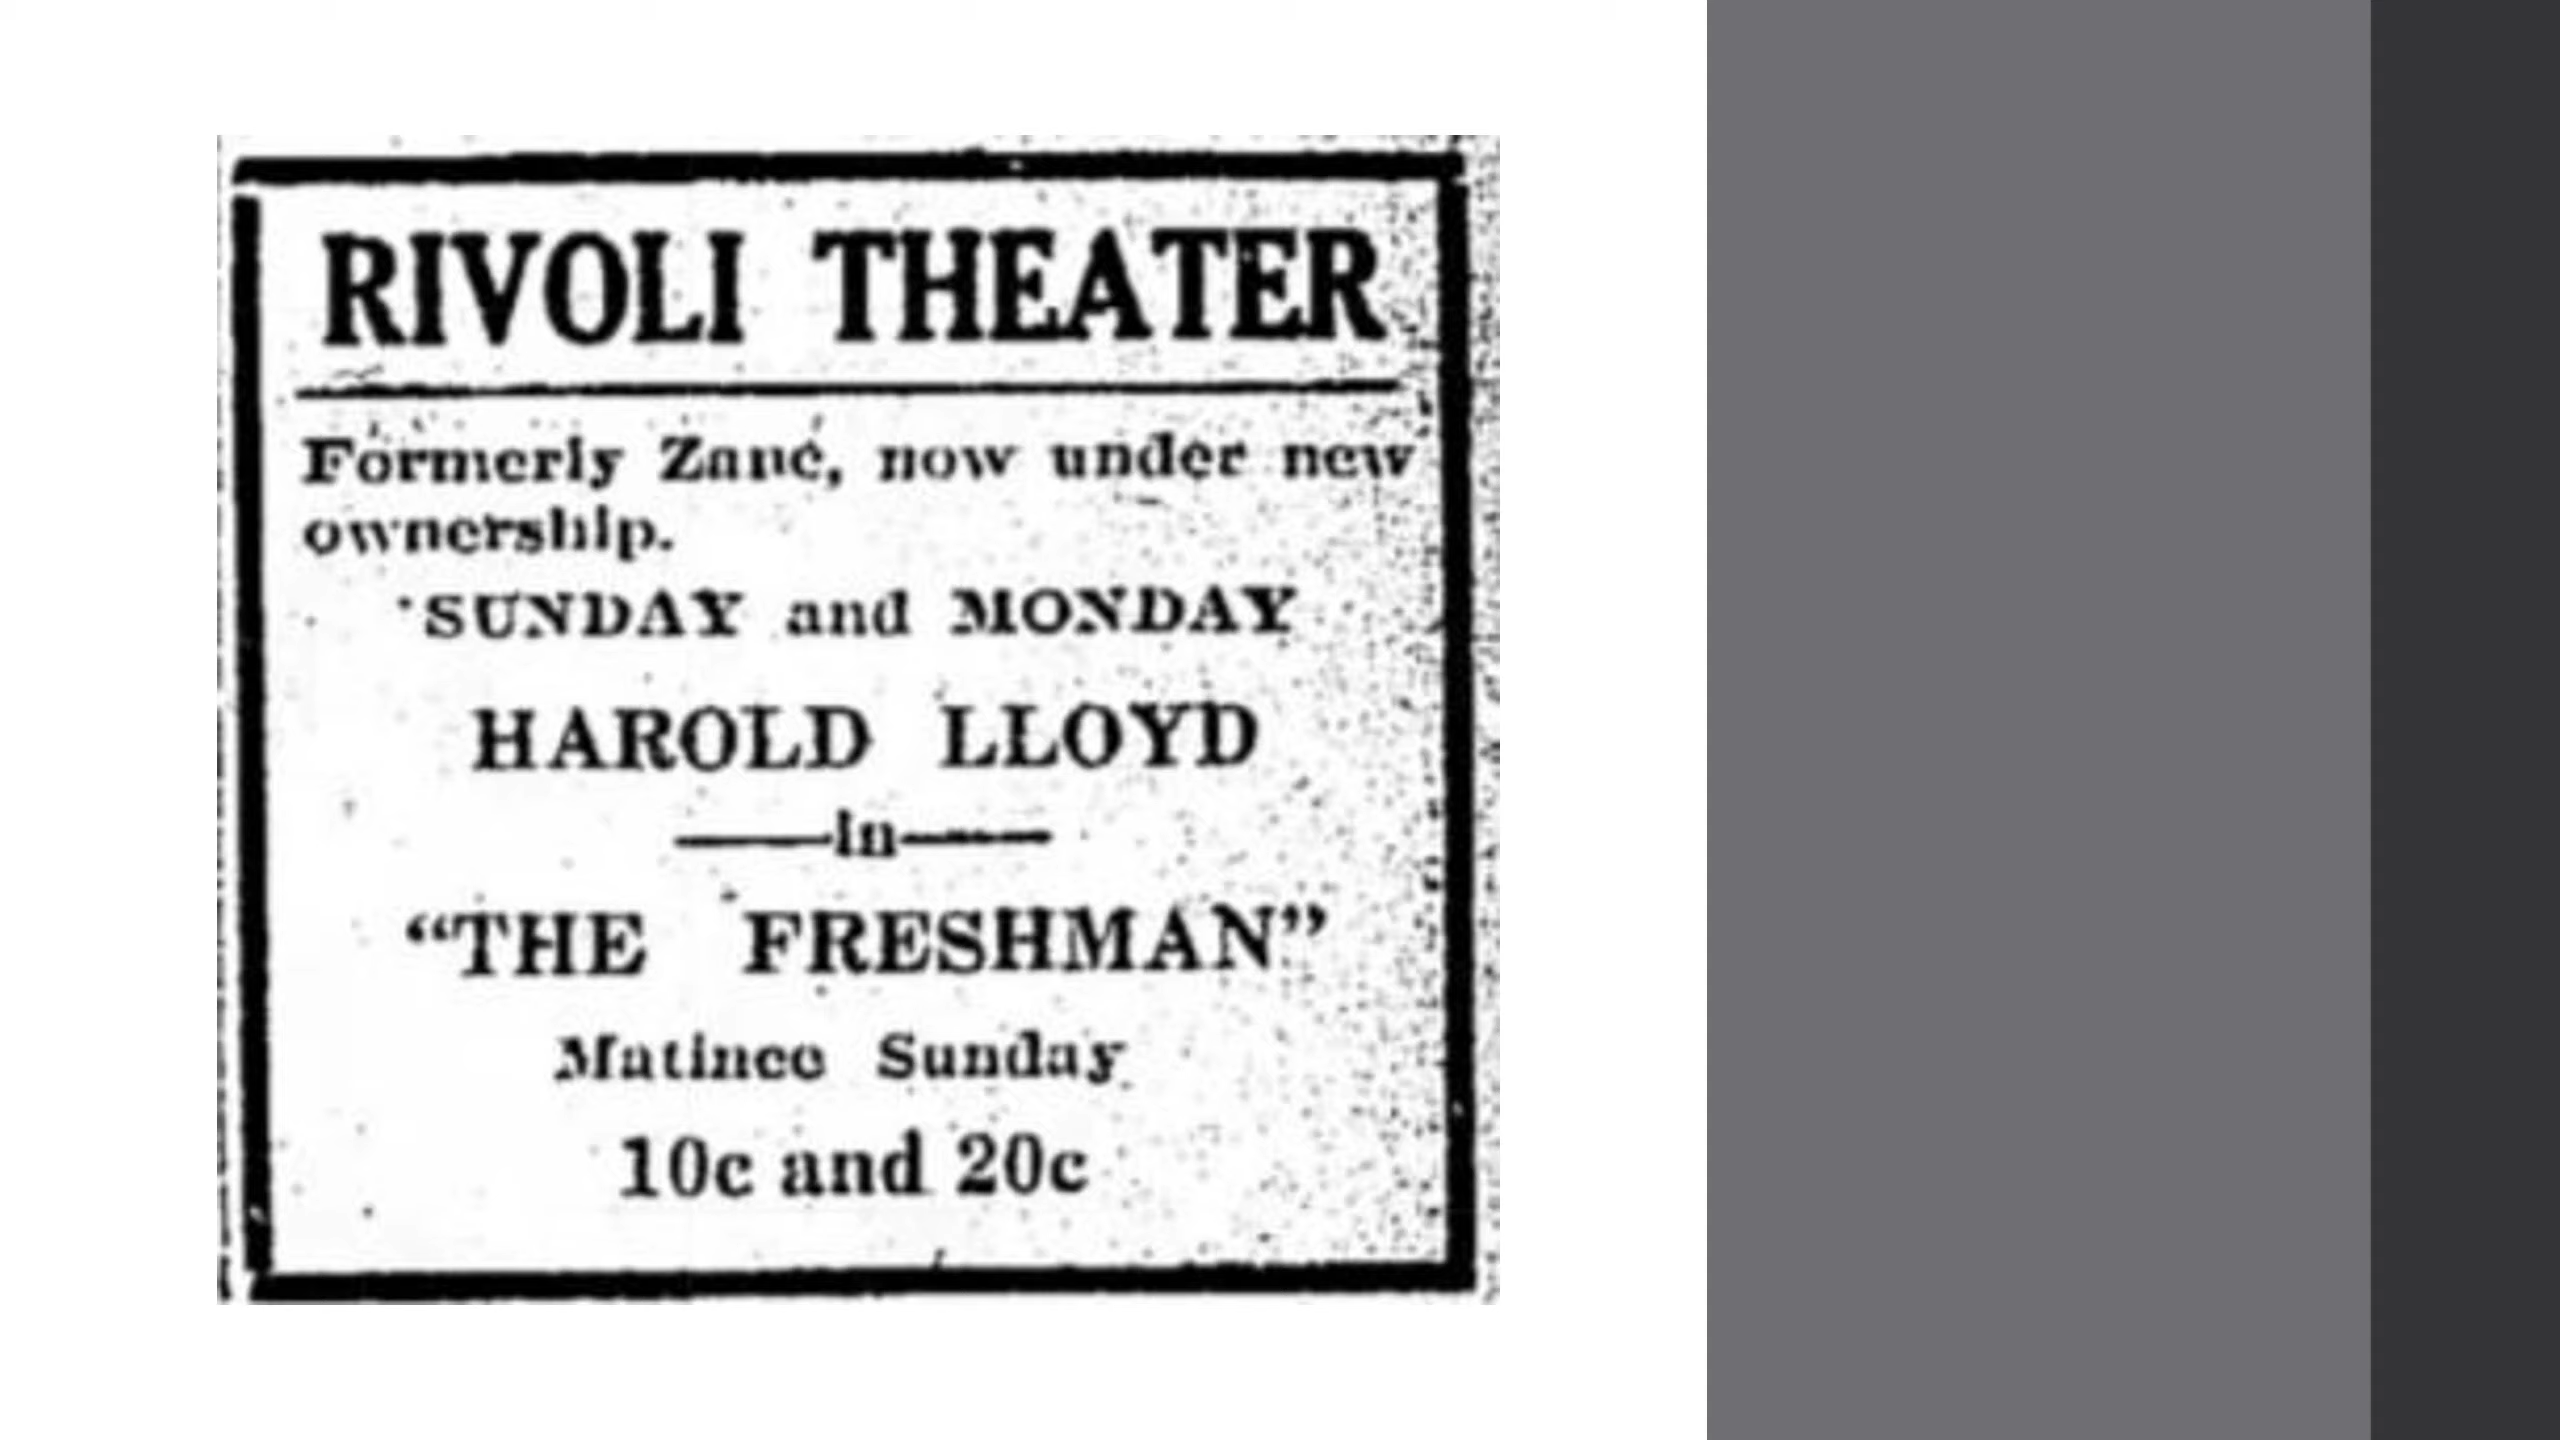 RIVOLI THEATER
Formerly Zane, now under new
ownership.
SUNDAY and MONDAY
HAROLD LLOYD
——in——
“THE FRESHMAN”
Matinee Sunday
10c and 20c